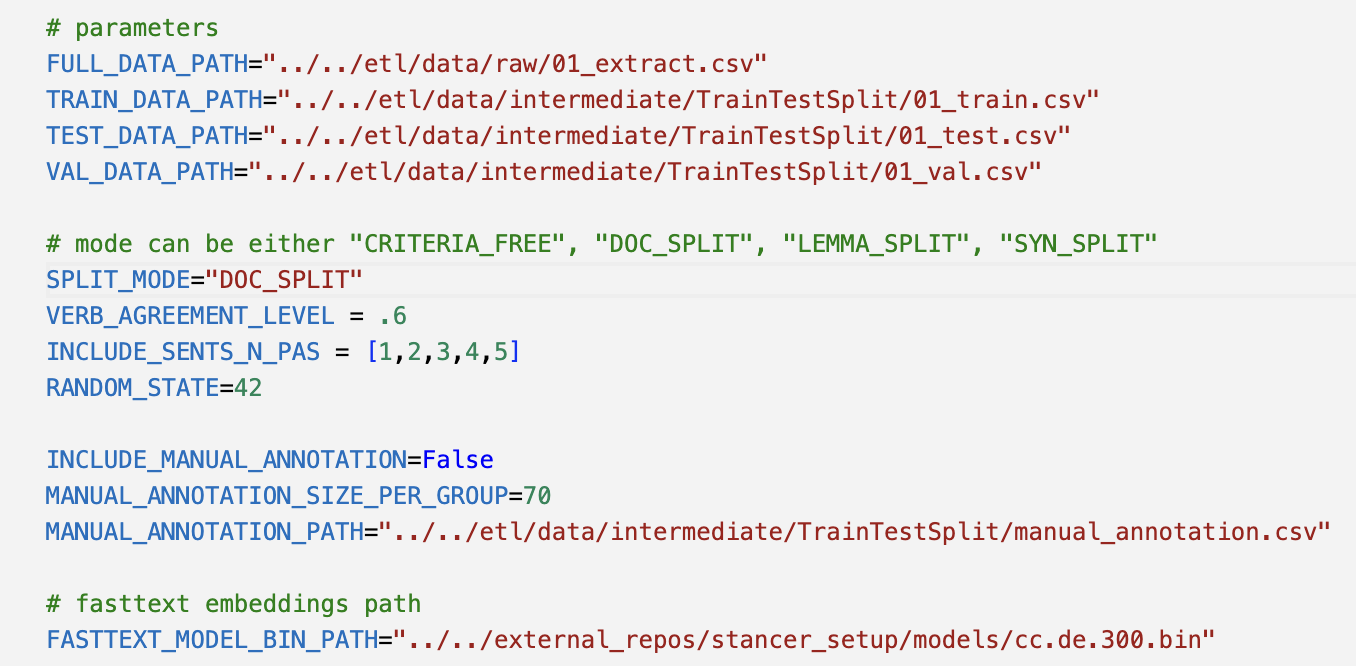 # parameters
FULL_DATA_PATH="../../etl/data/raw/01_extract.csv"
TRAIN_DATA_PATH="../../etl/data/intermediate/TrainTestSplit/01_train.csv"
TEST_DATA_PATH="../../etl/data/intermediate/TrainTestSplit/01_test.csv"
VAL_DATA_PATH="../../etl/data/intermediate/TrainTestSplit/01_val.csv"
# mode can be either "CRITERIA_FREE", "DOC_SPLIT", "LEMMA_SPLIT", "SYN_SPLIT"
SPLIT_MODE="DOC_SPLIT"
VERB_AGREEMENT_LEVEL = .6
INCLUDE_SENTS_N_PAS = [1,2,3,4,5]
RANDOM_STATE=42
INCLUDE_MANUAL_ANNOTATION=False
MANUAL_ANNOTATION_SIZE_PER_GROUP=70
MANUAL_ANNOTATION_PATH="../../etl/data/intermediate/TrainTestSplit/manual_annotation.csv"
# fasttext embeddings path
FASTTEXT_MODEL_BIN_PATH="../../external_repos/stancer_setup/models/cc.de.300.bin"